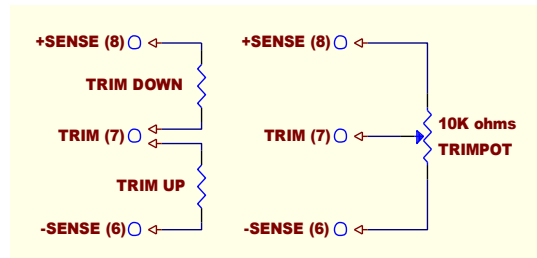 +SENSE (8)
TRIM DOWN
TRIM (7)
TRIM UP
-SENSE (6)
+SENSE (8)
10K ohms
TRIMPOT
TRIM (7)
-SENSE (6)